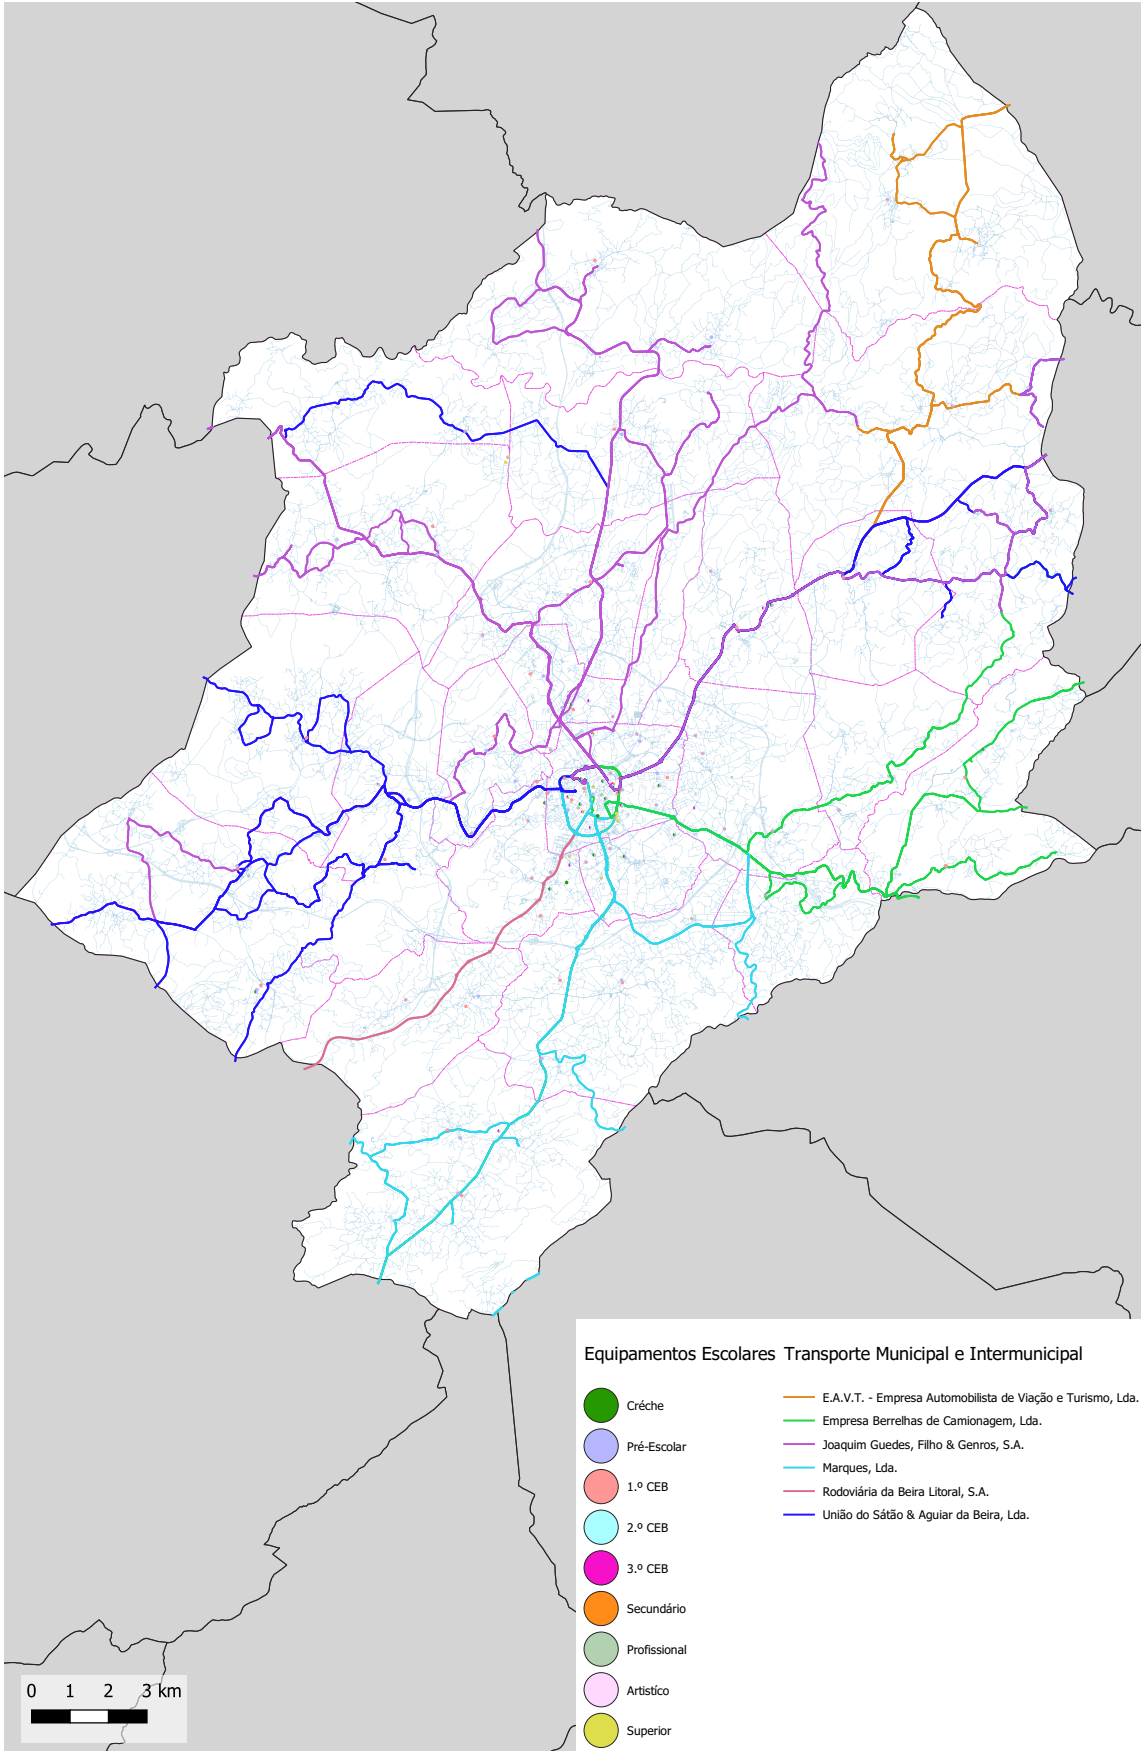 Equipamentos Escolares
Créche
Pré-Escolar
1.º CEB
2.º CEB
3.º CEB
Secundário
Profissional
Artistíco
Superior
Transporte Municipal e Intermunicipal
E.A.V.T. - Empresa Automobilista de Viação e Turismo, Lda.
Empresa Berrelhas de Camionagem, Lda.
Joaquim Guedes, Filho & Genros, S.A.
Marques, Lda.
Rodoviária da Beira Litoral, S.A.
União do Sátão & Aguiar da Beira, Lda.
0 1 2 3 km